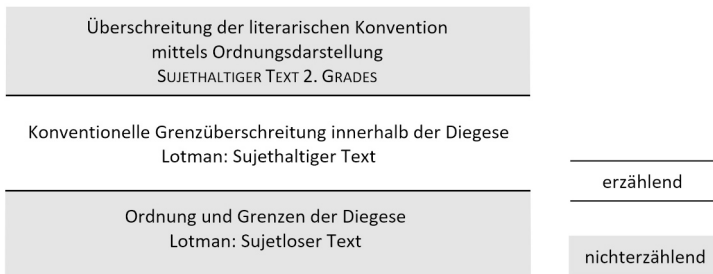 Überschreitung der literarischen Konvention
mittels Ordnungsdarstellung
SUJETHALTIGER TEXT 2. GRADES
Konventionelle Grenzüberschreitung innerhalb der Diegese
Lotman: Sujethaltiger Text
Ordnung und Grenzen der Diegese
Lotman: Sujetloser Text
erzählend
nichterzählend